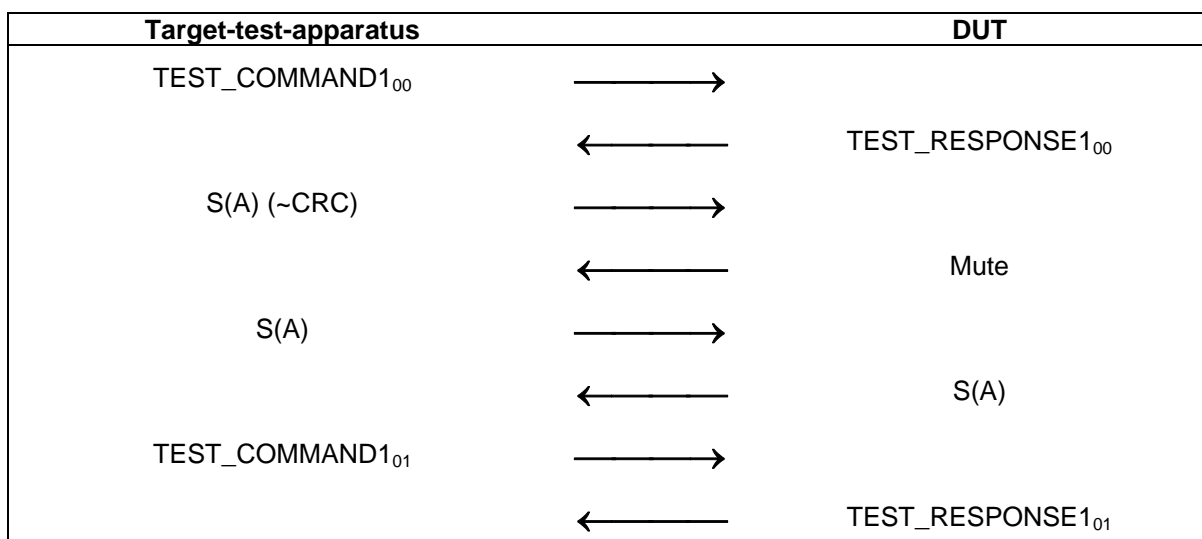 Target-test-apparatus DUT
TEST_COMMAND1₀₀
TEST_RESPONSE1₀₀
S(A) (~CRC)
Mute
S(A)
S(A)
TEST_COMMAND1₀₁
TEST_RESPONSE1₀₁